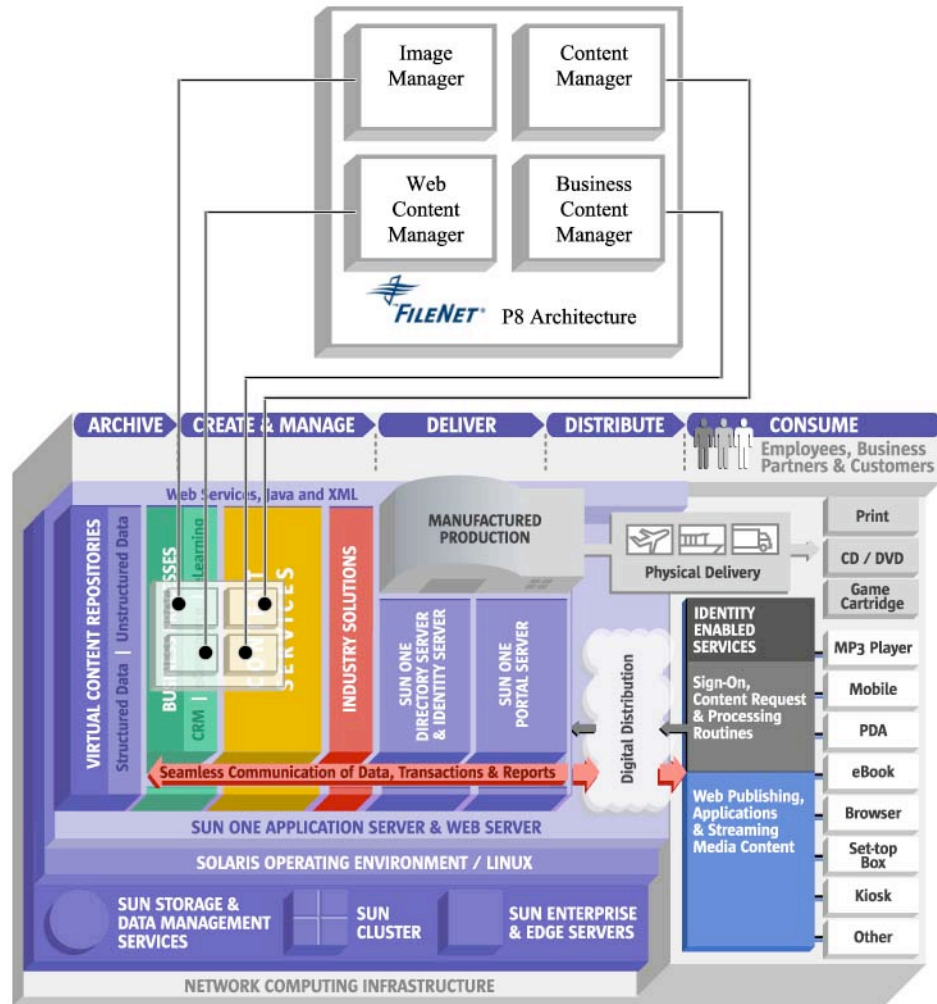 Image
Manager
Content
Manager
Web
Content
Manager
Business
Content
Manager
FILENET® P8 Architecture
ARCHIVE
CREATE & MANAGE
DELIVER
DISTRIBUTE
CONSUME
Employees, Business
Partners & Customers
Web Services, Java and XML
VIRTUAL CONTENT REPOSITORIES
Structured Data | Unstructured Data
CRM |
SERVICES
INDUSTRY SOLUTIONS
MANUFACTURED
PRODUCTION
Physical Delivery
SUN ONE
DIRECTORY SERVER
& IDENTITY SERVER
SUN ONE
PORTAL SERVER
Digital Distribution
IDENTITY
ENABLED
SERVICES
Sign-On,
Content Request
& Processing
Routines
Web Publishing,
Applications
& Streaming
Media Content
Print
CD / DVD
Game
Cartridge
MP3 Player
Mobile
PDA
eBook
Browser
Set-top
Box
Kiosk
Other
Seamless Communication of Data, Transactions & Reports
SUN ONE APPLICATION SERVER & WEB SERVER
SOLARIS OPERATING ENVIRONMENT / LINUX
SUN STORAGE &
DATA MANAGEMENT
SERVICES
SUN
CLUSTER
SUN ENTERPRISE
& EDGE SERVERS
NETWORK COMPUTING INFRASTRUCTURE